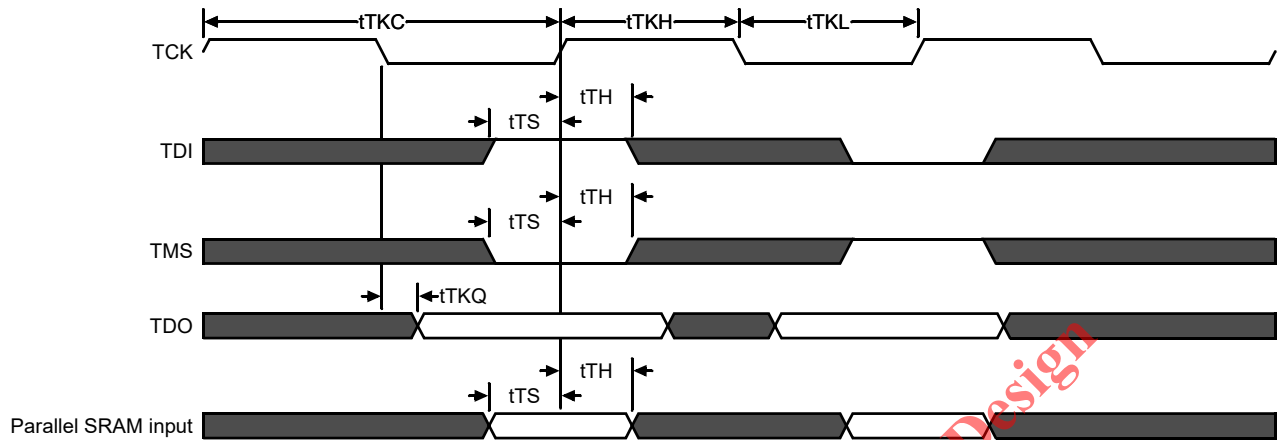 tTKC tTKH tTKL
TCK
tTH
tTS
TDI
tTH
tTS
TMS
tTKQ
TDO
tTH
tTS
Parallel SRAM input
Design